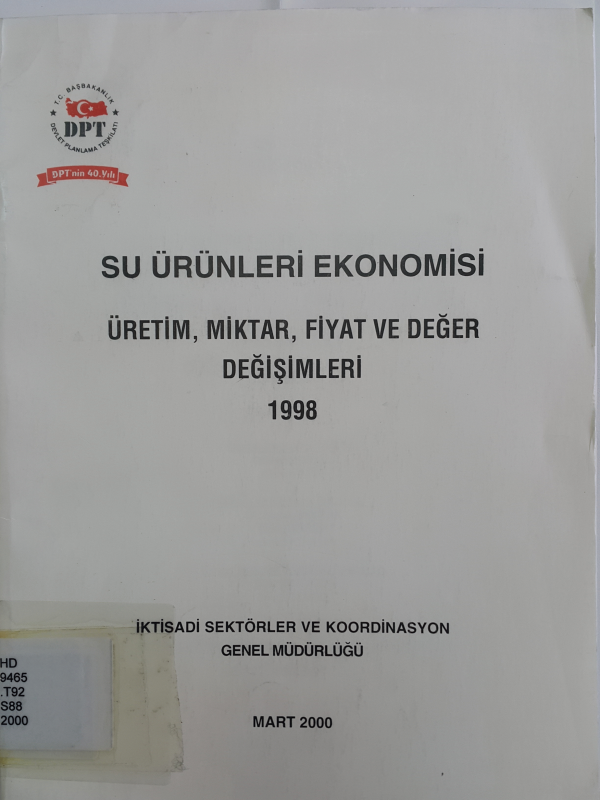 T.C. BAŞBAKANLIK
DPT
DEVLET PLANLAMA TEŞKİLATI
DPT'nin 40.Yılı
SU ÜRÜNLERİ EKONOMİSİ
ÜRETİM, MİKTAR, FİYAT VE DEĞER
DEĞİŞİMLERİ
1998
İKTİSADİ SEKTÖRLER VE KOORDİNASYON
GENEL MÜDÜRLÜĞÜ
HD
9465
.T92
S88
2000
MART 2000